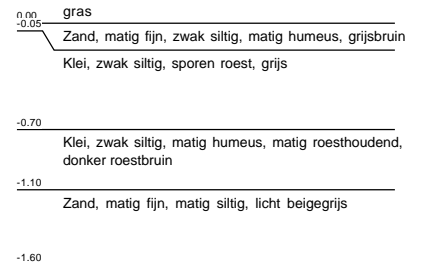 0.00 gras
-0.05
Zand, matig fijn, zwak siltig, matig humeus, grijsbruin
Klei, zwak siltig, sporen roest, grijs
-0.70
Klei, zwak siltig, matig humeus, matig roesthoudend,
donker roestbruin
-1.10
Zand, matig fijn, matig siltig, licht beigegrijs
-1.60